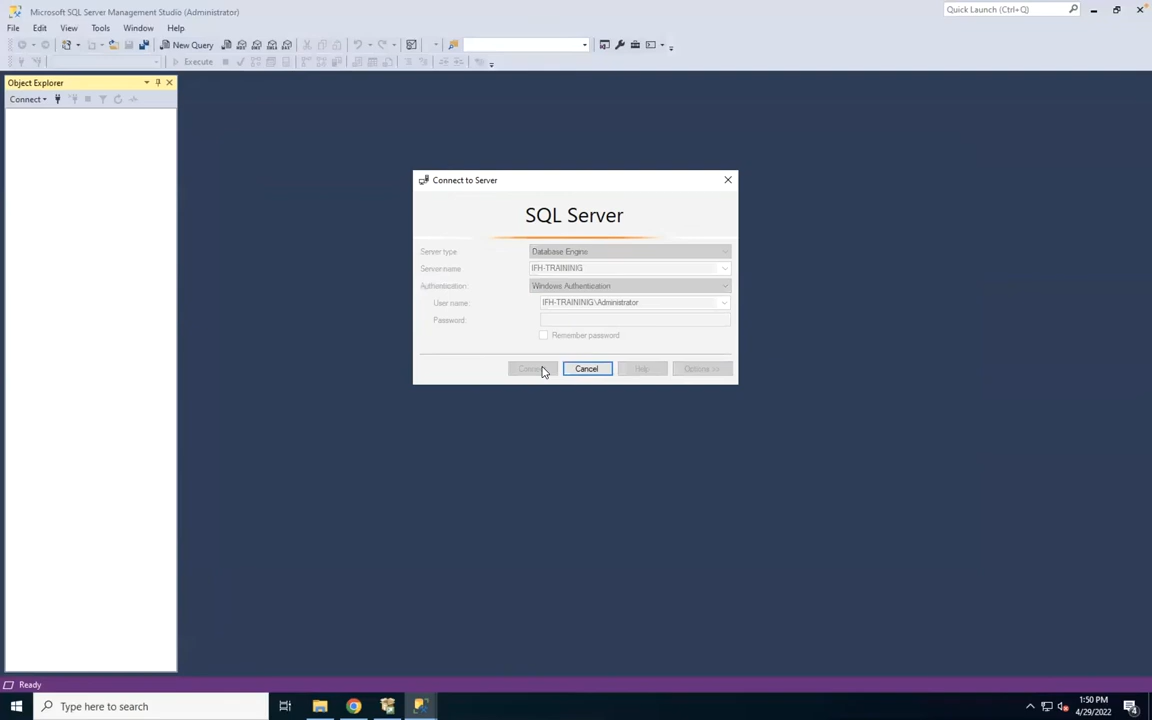 Microsoft SQL Server Management Studio (Administrator)
Quick Launch (Ctrl+Q)
File Edit View Tools Window Help
New Query
Execute
Object Explorer
Connect
Connect to Server
SQL Server
Server type: Database Engine
Server name: IFH-TRAINING
Authentication: Windows Authentication
User name: IFH-TRAINING\Administrator
Password:
Remember password
Cancel Help Options >>
Ready
Type here to search
1:50 PM
4/29/2022
4